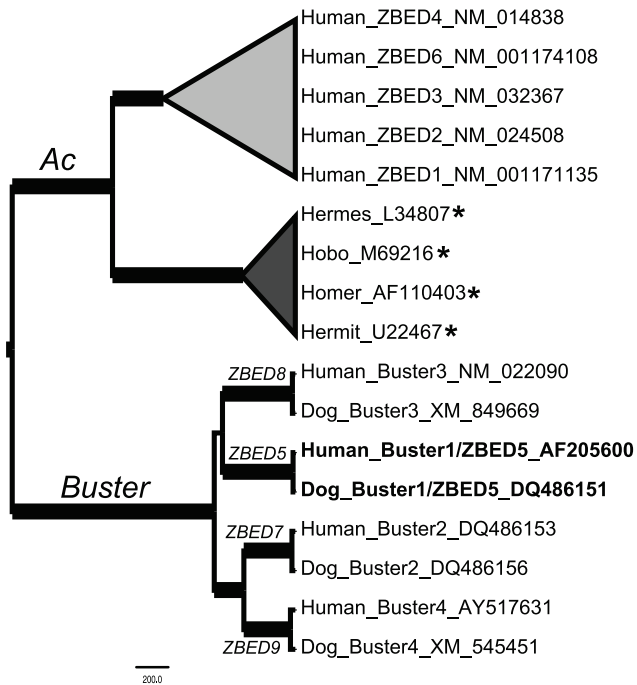 Human_ZBED4_NM_014838
Human_ZBED6_NM_001174108
Human_ZBED3_NM_032367
Human_ZBED2_NM_024508
Human_ZBED1_NM_001171135
Ac
Hermes_L34807*
Hobo_M69216*
Homer_AF110403*
Hermit_U22467*
ZBED8
Human_Buster3_NM_022090
Dog_Buster3_XM_849669
ZBED5
Human_Buster1/ZBED5_AF205600
Dog_Buster1/ZBED5_DQ486151
Buster
ZBED7
Human_Buster2_DQ486153
Dog_Buster2_DQ486156
Human_Buster4_AY517631
ZBED9
Dog_Buster4_XM_545451
200.0